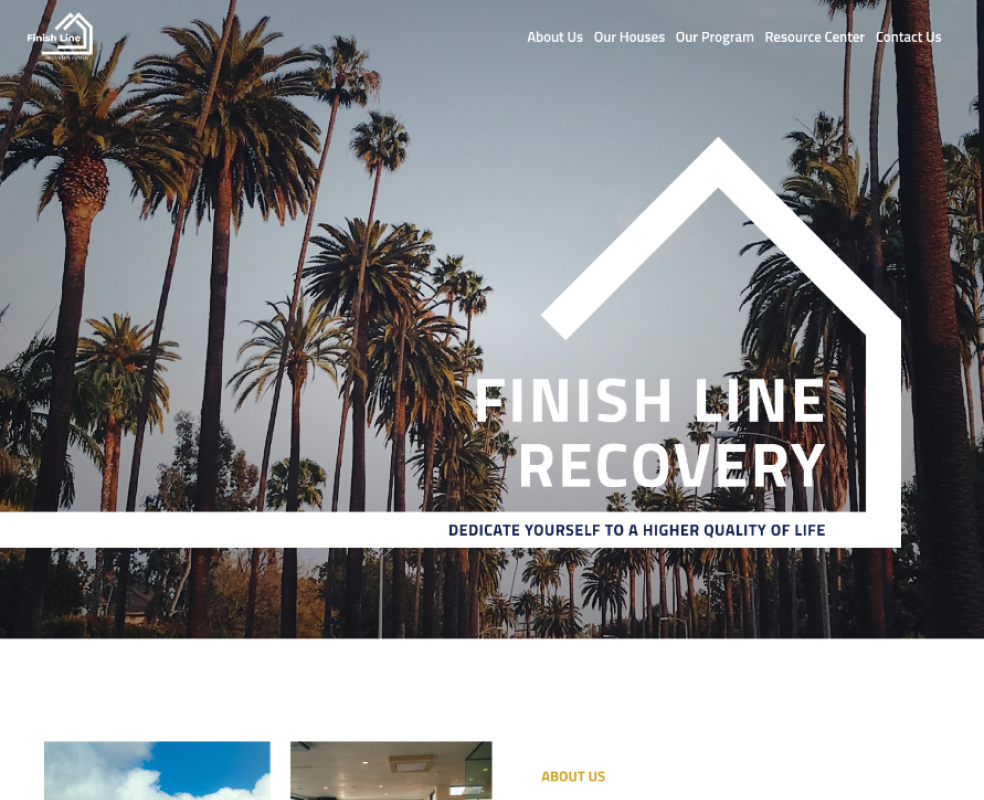 Finish Line
About Us Our Houses Our Program Resource Center Contact Us
FINISH LINE
RECOVERY
DEDICATE YOURSELF TO A HIGHER QUALITY OF LIFE
ABOUT US